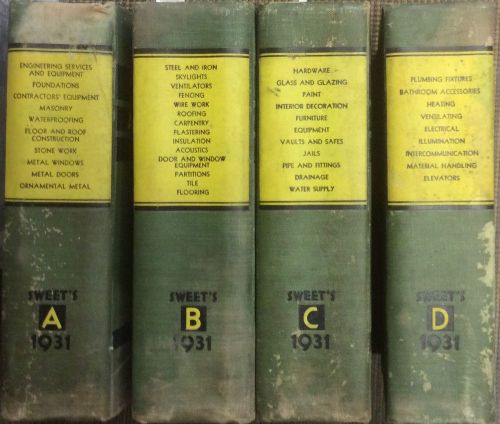 ENGINEERING SERVICES
AND EQUIPMENT
FOUNDATIONS
CONTRACTORS' EQUIPMENT
MASONRY
WATERPROOFING
FLOOR AND ROOF
CONSTRUCTION
STONE WORK
METAL WINDOWS
METAL DOORS
ORNAMENTAL METAL
SWEET'S
A
1931
STEEL AND IRON
SKYLIGHTS
VENTILATORS
FENCING
WIRE WORK
ROOFING
CARPENTRY
PLASTERING
INSULATION
ACOUSTICS
DOOR AND WINDOW
EQUIPMENT
PARTITIONS
TILE
FLOORING
SWEET'S
B
1931
HARDWARE
GLASS AND GLAZING
PAINT
INTERIOR DECORATION
FURNITURE
EQUIPMENT
VAULTS AND SAFES
JAILS
PIPE AND FITTINGS
DRAINAGE
WATER SUPPLY
SWEET'S
C
1931
PLUMBING FIXTURES
BATHROOM ACCESSORIES
HEATING
VENTILATING
ELECTRICAL
ILLUMINATION
INTERCOMMUNICATION
MATERIAL HANDLING
ELEVATORS
SWEET'S
D
1931